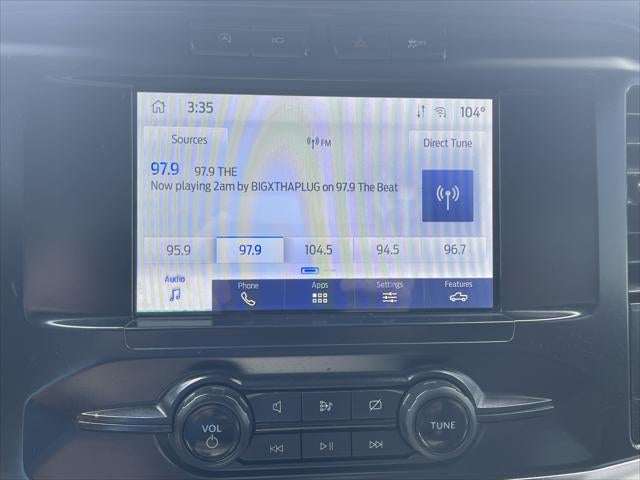 3:35 104°
Sources FM Direct Tune
97.9 97.9 THE
Now playing 2am by BIGXTHAPLUG on 97.9 The Beat
95.9 97.9 104.5 94.5 96.7
Audio Phone Apps Settings Features
VOL TUNE